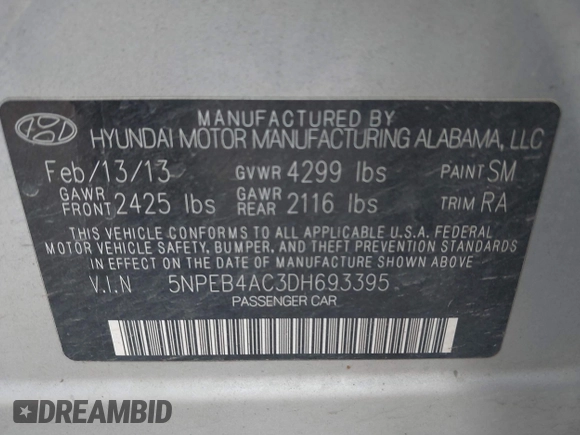 MANUFACTURED BY
HYUNDAI MOTOR MANUFACTURING ALABAMA, LLC
Feb/13/13 GVWR 4299 lbs PAINT SM
GAWR FRONT 2425 lbs GAWR REAR 2116 lbs TRIM RA
THIS VEHICLE CONFORMS TO ALL APPLICABLE U.S.A. FEDERAL
MOTOR VEHICLE SAFETY, BUMPER, AND THEFT PREVENTION STANDARDS
IN EFFECT ON THE DATE OF MANUFACTURE SHOWN ABOVE.
V.I.N 5NPEB4AC3DH693395
PASSENGER CAR
DREAMBID